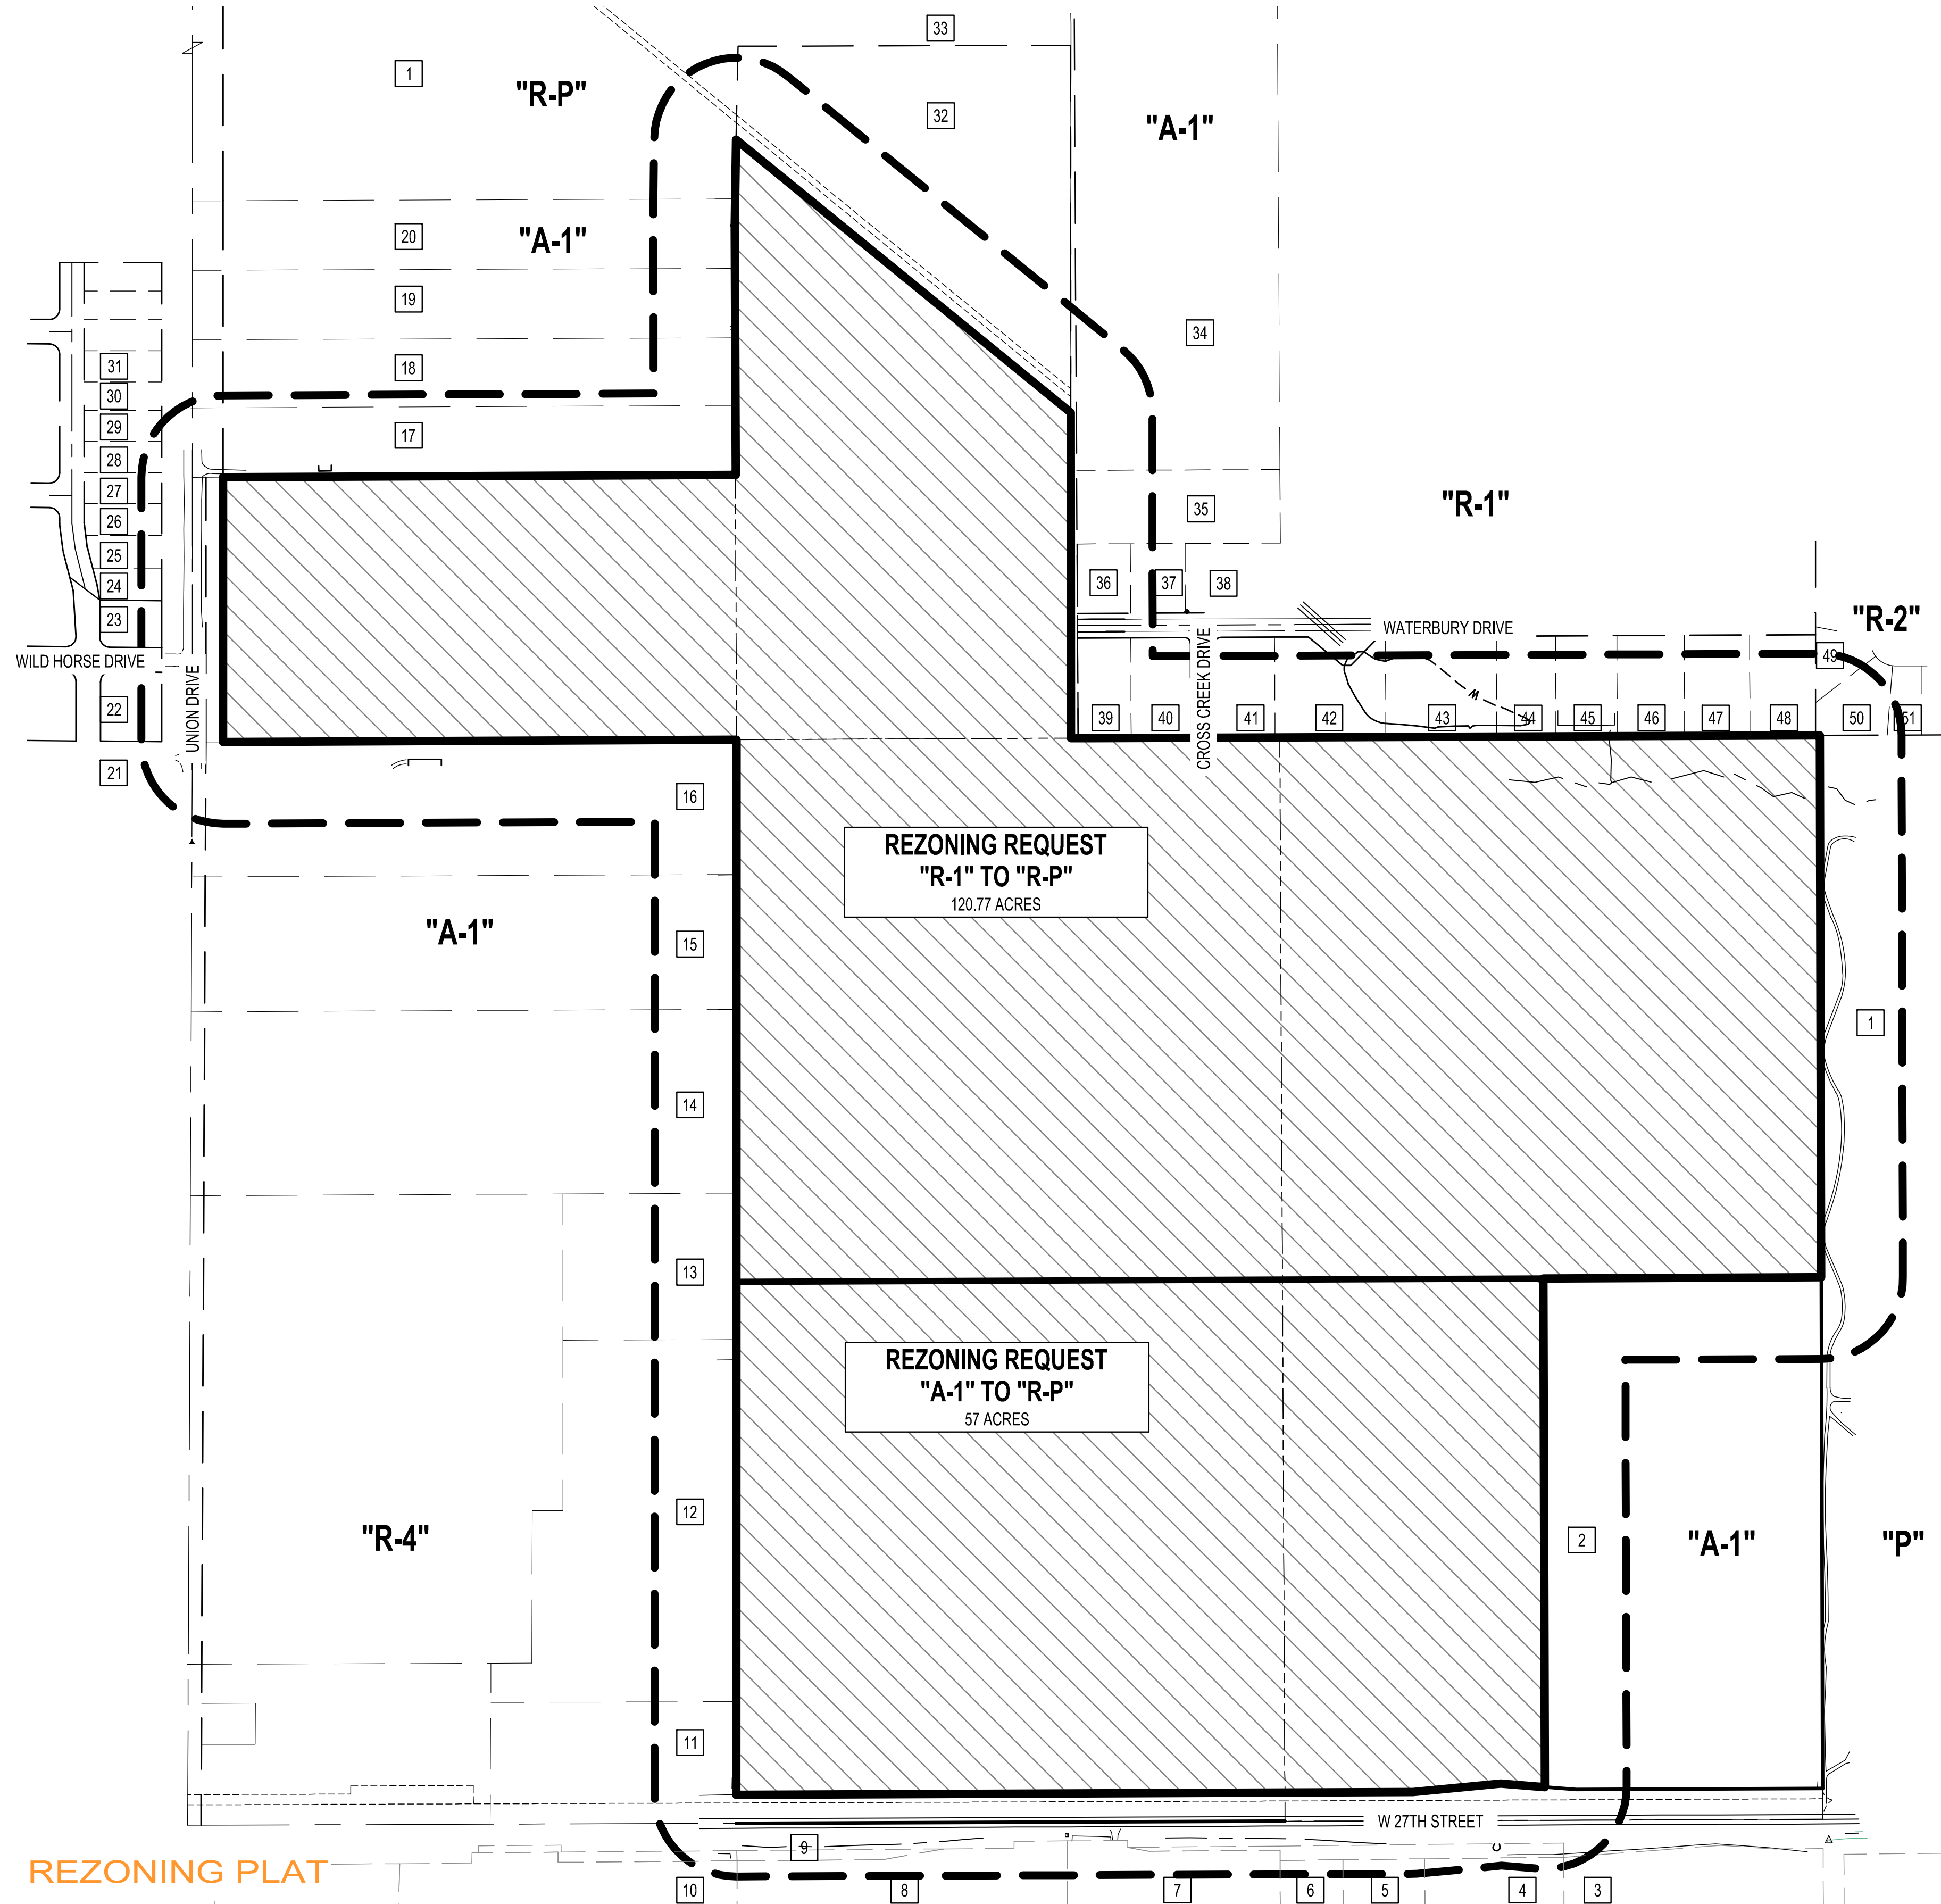 33
1
"R-P"
32
"A-1"
20
"A-1"
19
34
18
31
30
29
17
28
27
"R-1"
35
26
25
24
36
37
38
23
"R-2"
WATERBURY DRIVE
49
WILD HORSE DRIVE
UNION DRIVE
CROSS CREEK DRIVE
22
39
40
41
42
43
44
45
46
47
48
50
51
21
16
REZONING REQUEST
"R-1" TO "R-P"
120.77 ACRES
"A-1"
15
1
14
13
REZONING REQUEST
"A-1" TO "R-P"
57 ACRES
12
"R-4"
2
"A-1"
"P"
11
W 27TH STREET
9
REZONING PLAT
10
8
7
6
5
4
3